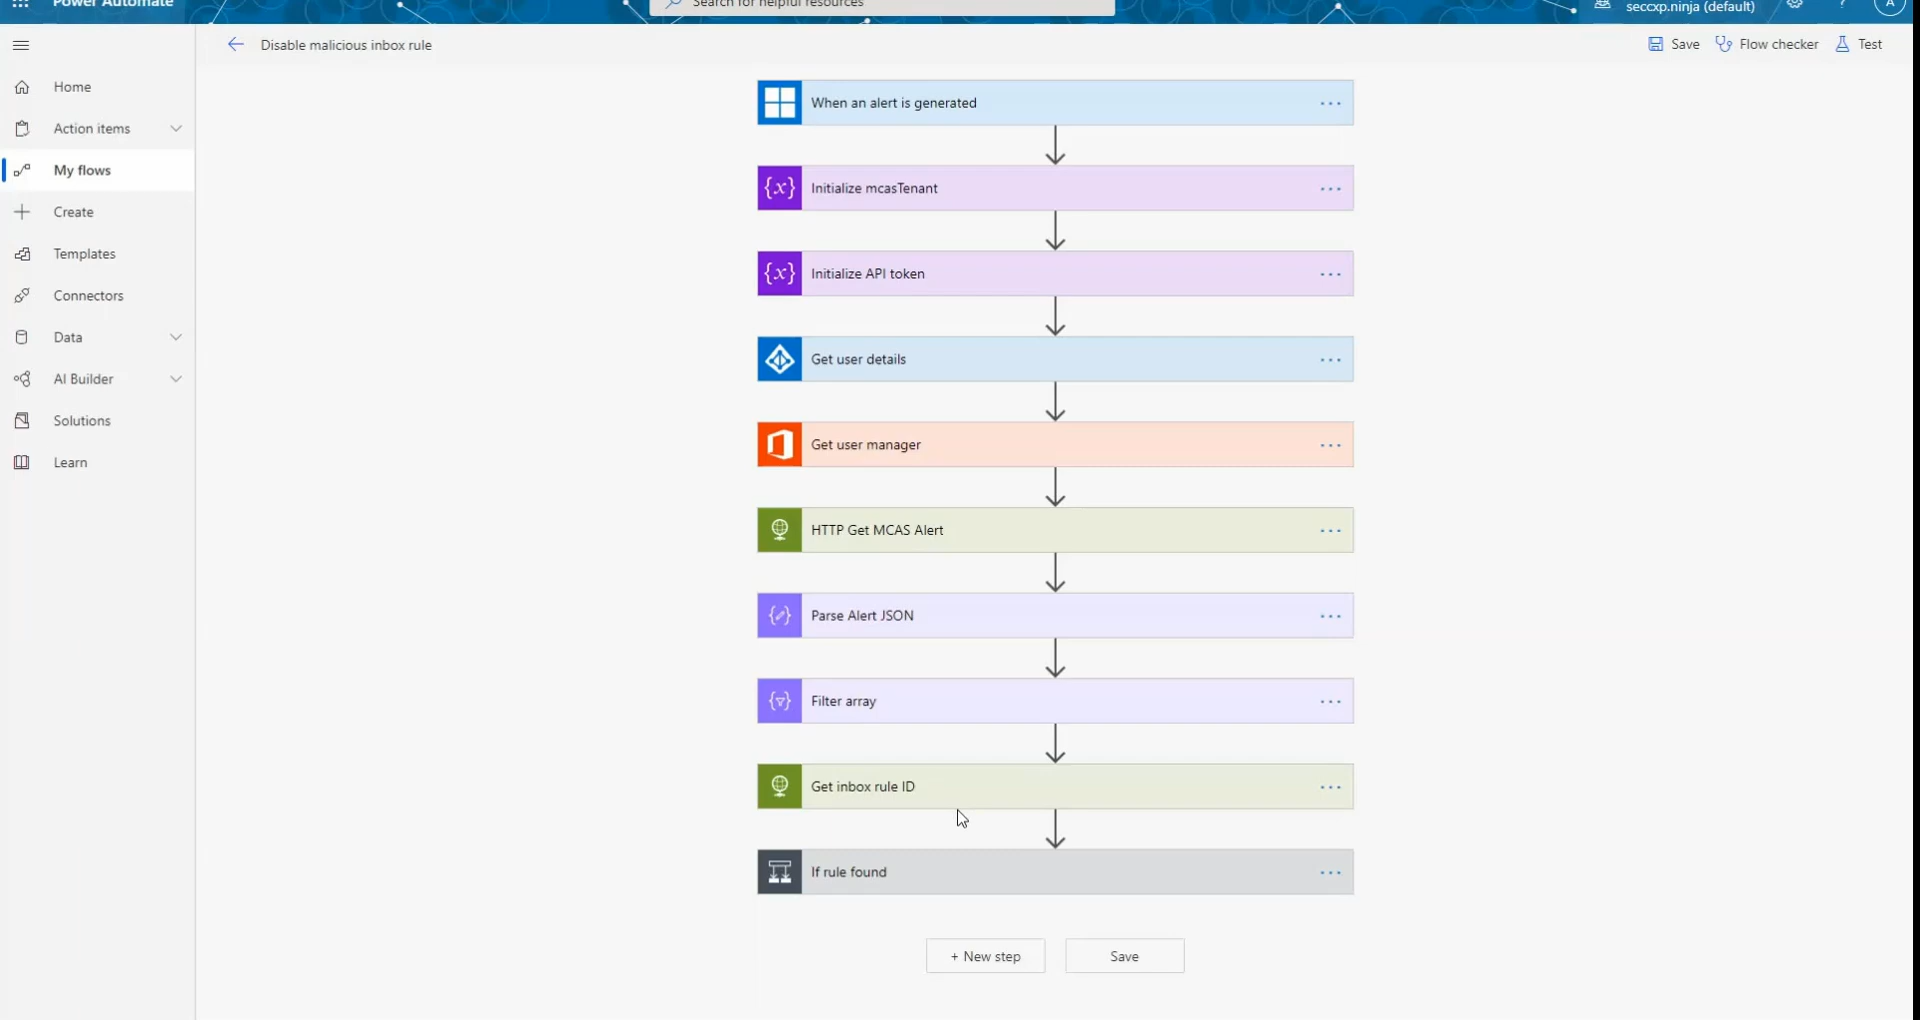 Power Automate
Search for helpful resources
seccxp.ninja (default)
?
A
Disable malicious inbox rule
Save
Flow checker
Test
Home
Action items
My flows
Create
Templates
Connectors
Data
AI Builder
Solutions
Learn
When an alert is generated
{x} Initialize mcasTenant
{x} Initialize API token
Get user details
Get user manager
HTTP Get MCAS Alert
Parse Alert JSON
Filter array
Get inbox rule ID
If rule found
+ New step
Save